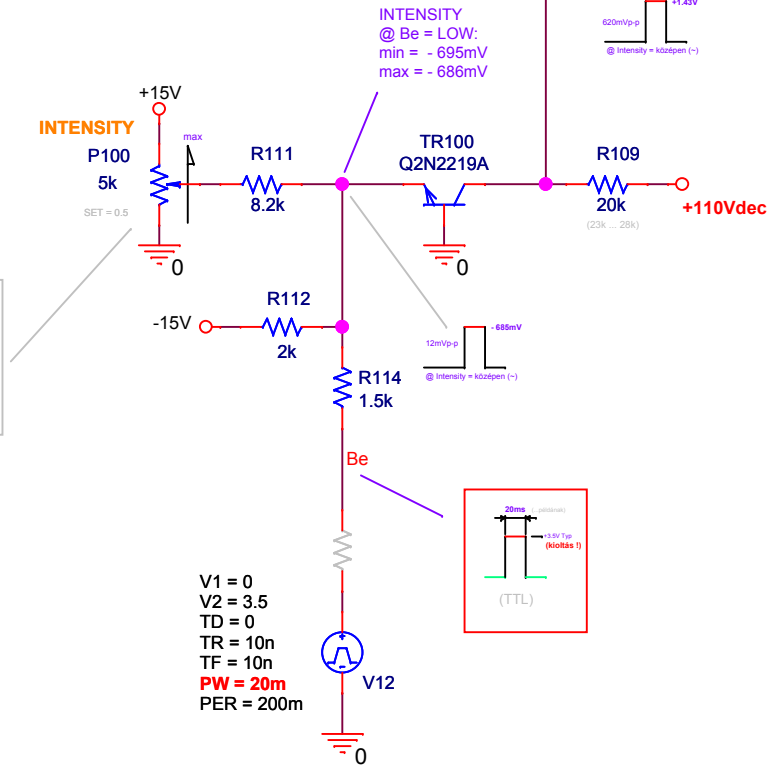 INTENSITY
@ Be = LOW:
min = - 695mV
max = - 686mV
+1.43V
620mVp-p
@ Intensity = középen (~)
+15V
INTENSITY
max
P100
5k
SET = 0.5
R111
8.2k
TR100
Q2N2219A
R109
20k
(23k ... 28k)
+110Vdec
0
0
R112
-15V
2k
- 685mV
12mVp-p
@ Intensity = középen (~)
R114
1.5k
Be
20ms
+3.5V Typ
(kioltás !)
(TTL)
V1 = 0
V2 = 3.5
TD = 0
TR = 10n
TF = 10n
PW = 20m
PER = 200m
V12
0